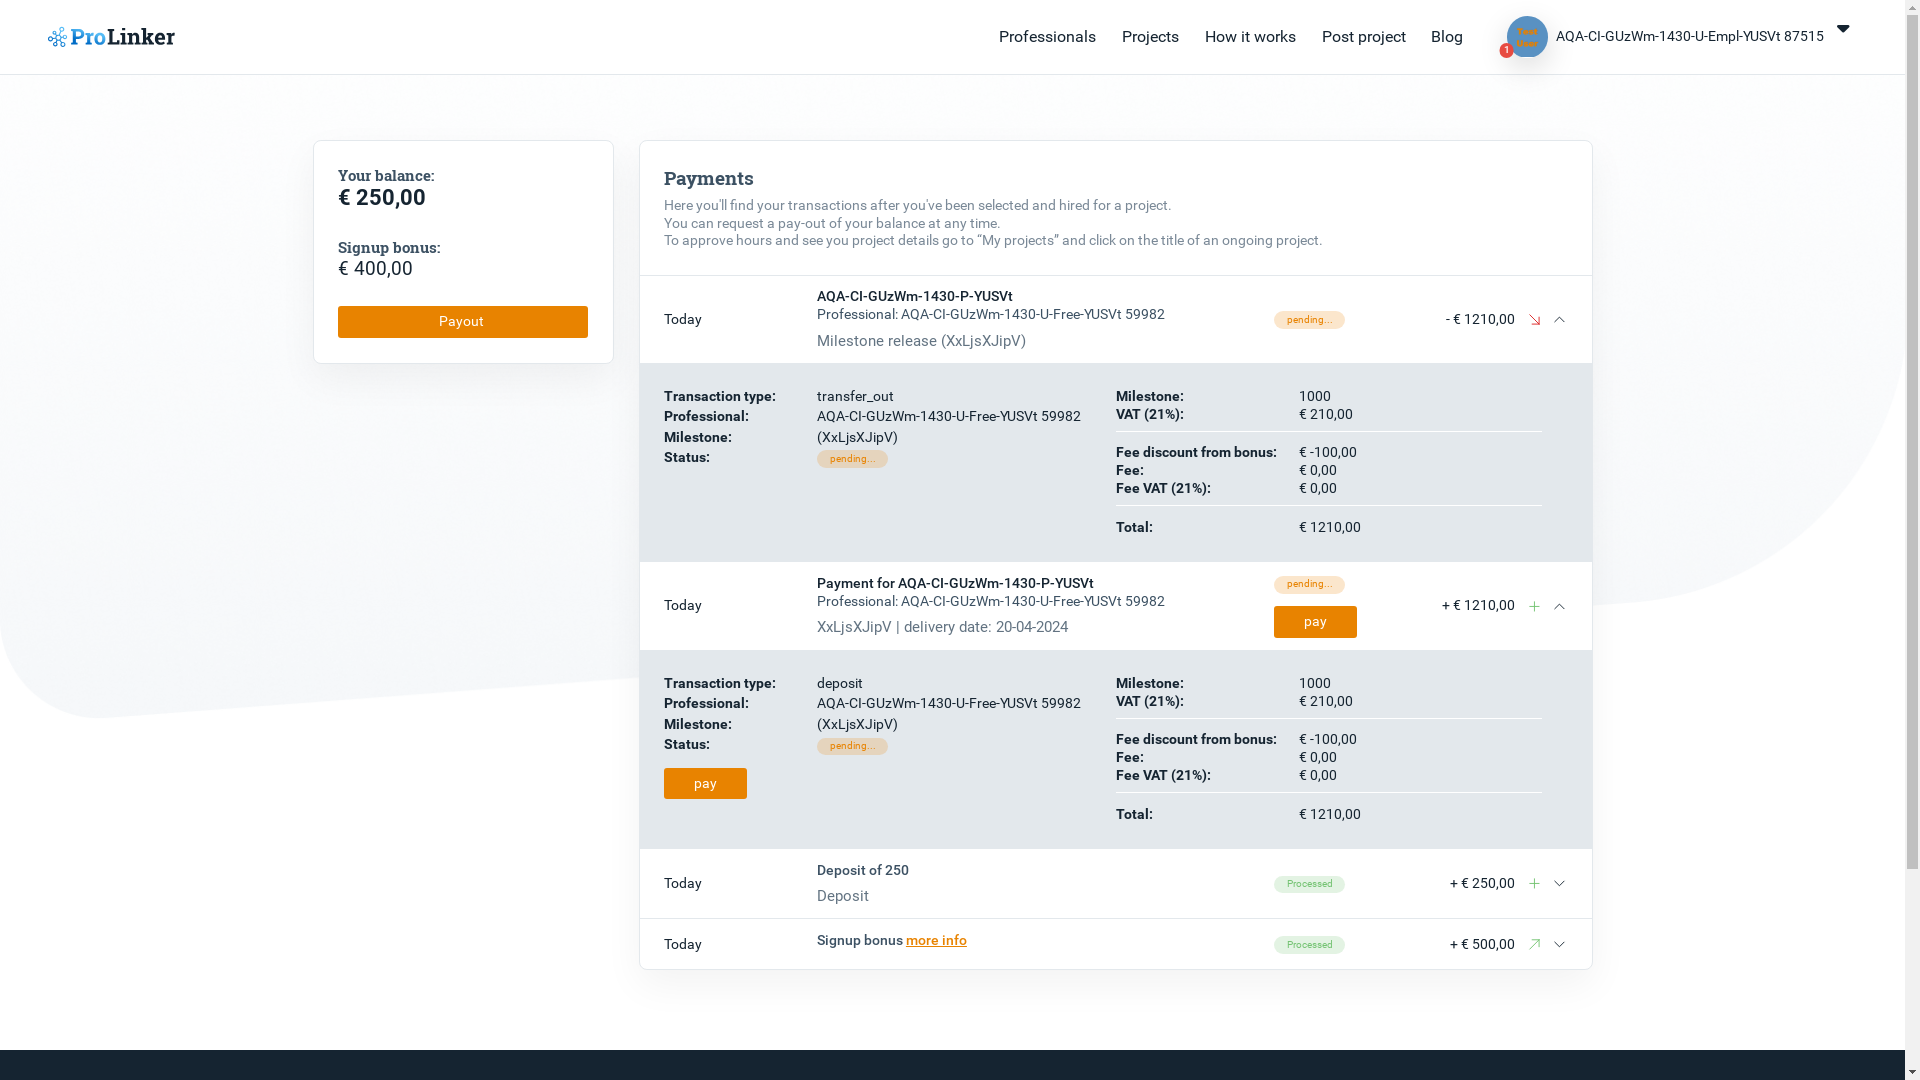 ProLinker
Professionals Projects How it works Post project Blog
1
AQA-CI-GUzWm-1430-U-Empl-YUSVt 87515
Your balance:
€ 250,00
Signup bonus:
€ 400,00
Payout
Payments
Here you'll find your transactions after you've been selected and hired for a project.
You can request a pay-out of your balance at any time.
To approve hours and see you project details go to “My projects” and click on the title of an ongoing project.
Today
AQA-CI-GUzWm-1430-P-YUSVt
Professional: AQA-CI-GUzWm-1430-U-Free-YUSVt 59982
Milestone release (XxLjsXJipV)
pending...
- € 1210,00
Transaction type: transfer_out
Professional: AQA-CI-GUzWm-1430-U-Free-YUSVt 59982
Milestone: (XxLjsXJipV)
Status: pending...
Milestone: 1000
VAT (21%): € 210,00
Fee discount from bonus: € -100,00
Fee: € 0,00
Fee VAT (21%): € 0,00
Total: € 1210,00
Today
Payment for AQA-CI-GUzWm-1430-P-YUSVt
Professional: AQA-CI-GUzWm-1430-U-Free-YUSVt 59982
XxLjsXJipV | delivery date: 20-04-2024
pending...
pay
+ € 1210,00
Transaction type: deposit
Professional: AQA-CI-GUzWm-1430-U-Free-YUSVt 59982
Milestone: (XxLjsXJipV)
Status: pending...
pay
Milestone: 1000
VAT (21%): € 210,00
Fee discount from bonus: € -100,00
Fee: € 0,00
Fee VAT (21%): € 0,00
Total: € 1210,00
Today
Deposit of 250
Deposit
Processed
+ € 250,00
Today
Signup bonus more info
Processed
+ € 500,00